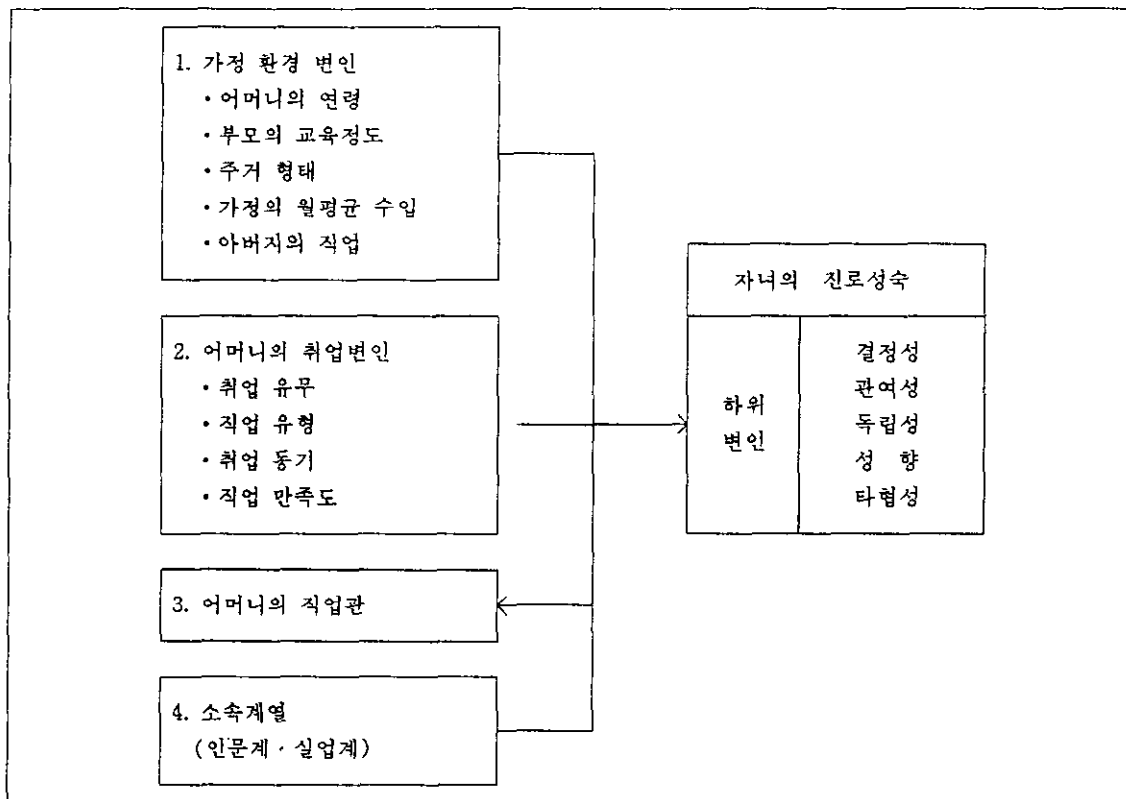 1. 가정 환경 변인
・어머니의 연령
・부모의 교육정도
・주거 형태
・가정의 월평균 수입
・아버지의 직업
2. 어머니의 취업변인
・취업 유무
・직업 유형
・취업 동기
・직업 만족도
3. 어머니의 직업관
4. 소속계열
(인문계・실업계)
자녀의 진로성숙
하위
변인
결정성
관여성
독립성
성 향
타협성